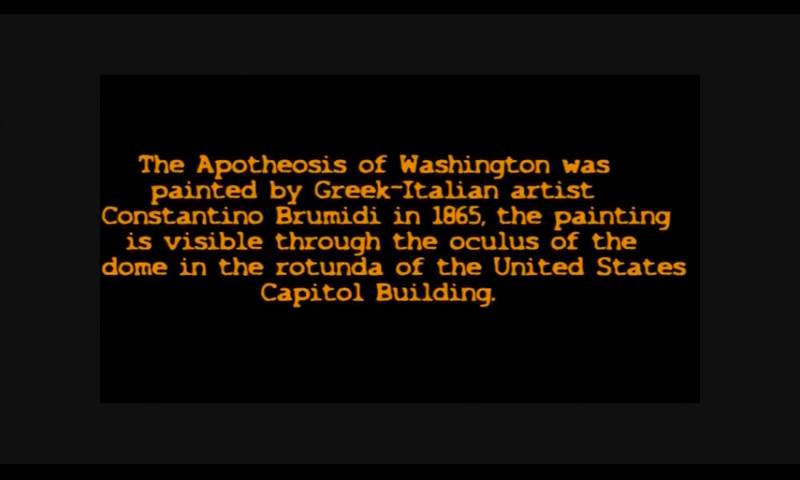 The Apotheosis of Washington was
painted by Greek-Italian artist
Constantino Brumidi in 1865, the painting
is visible through the oculus of the
dome in the rotunda of the United States
Capitol Building.